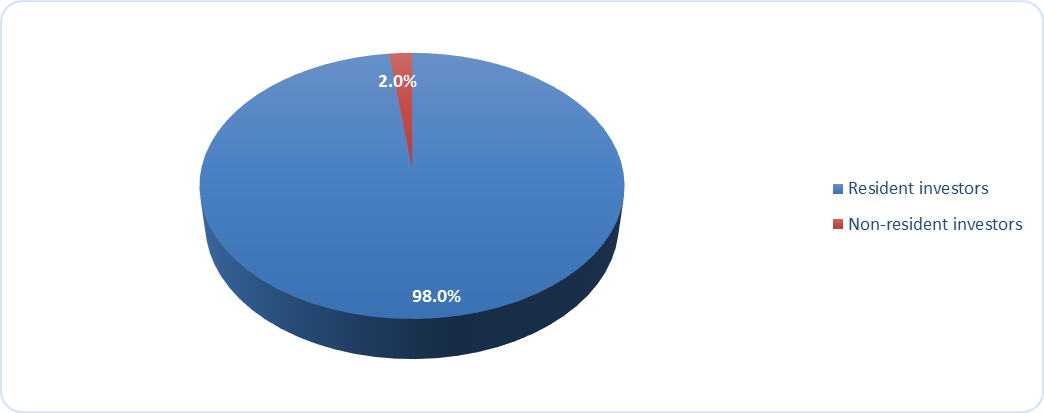 2.0%
98.0%
Resident investors
Non-resident investors